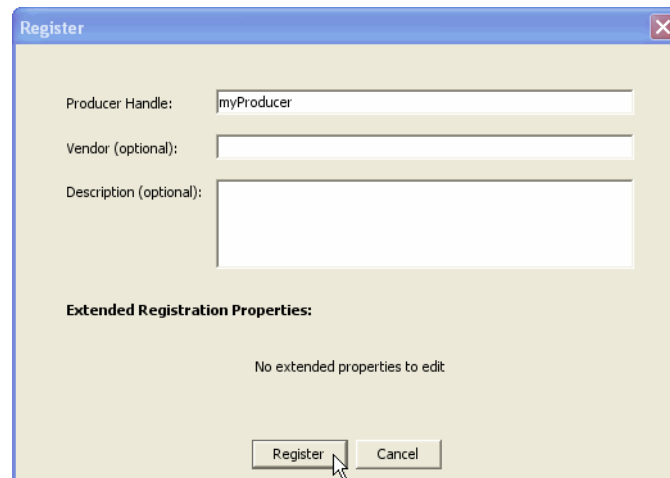 Register
Producer Handle: myProducer
Vendor (optional):
Description (optional):
Extended Registration Properties:
No extended properties to edit
Register Cancel